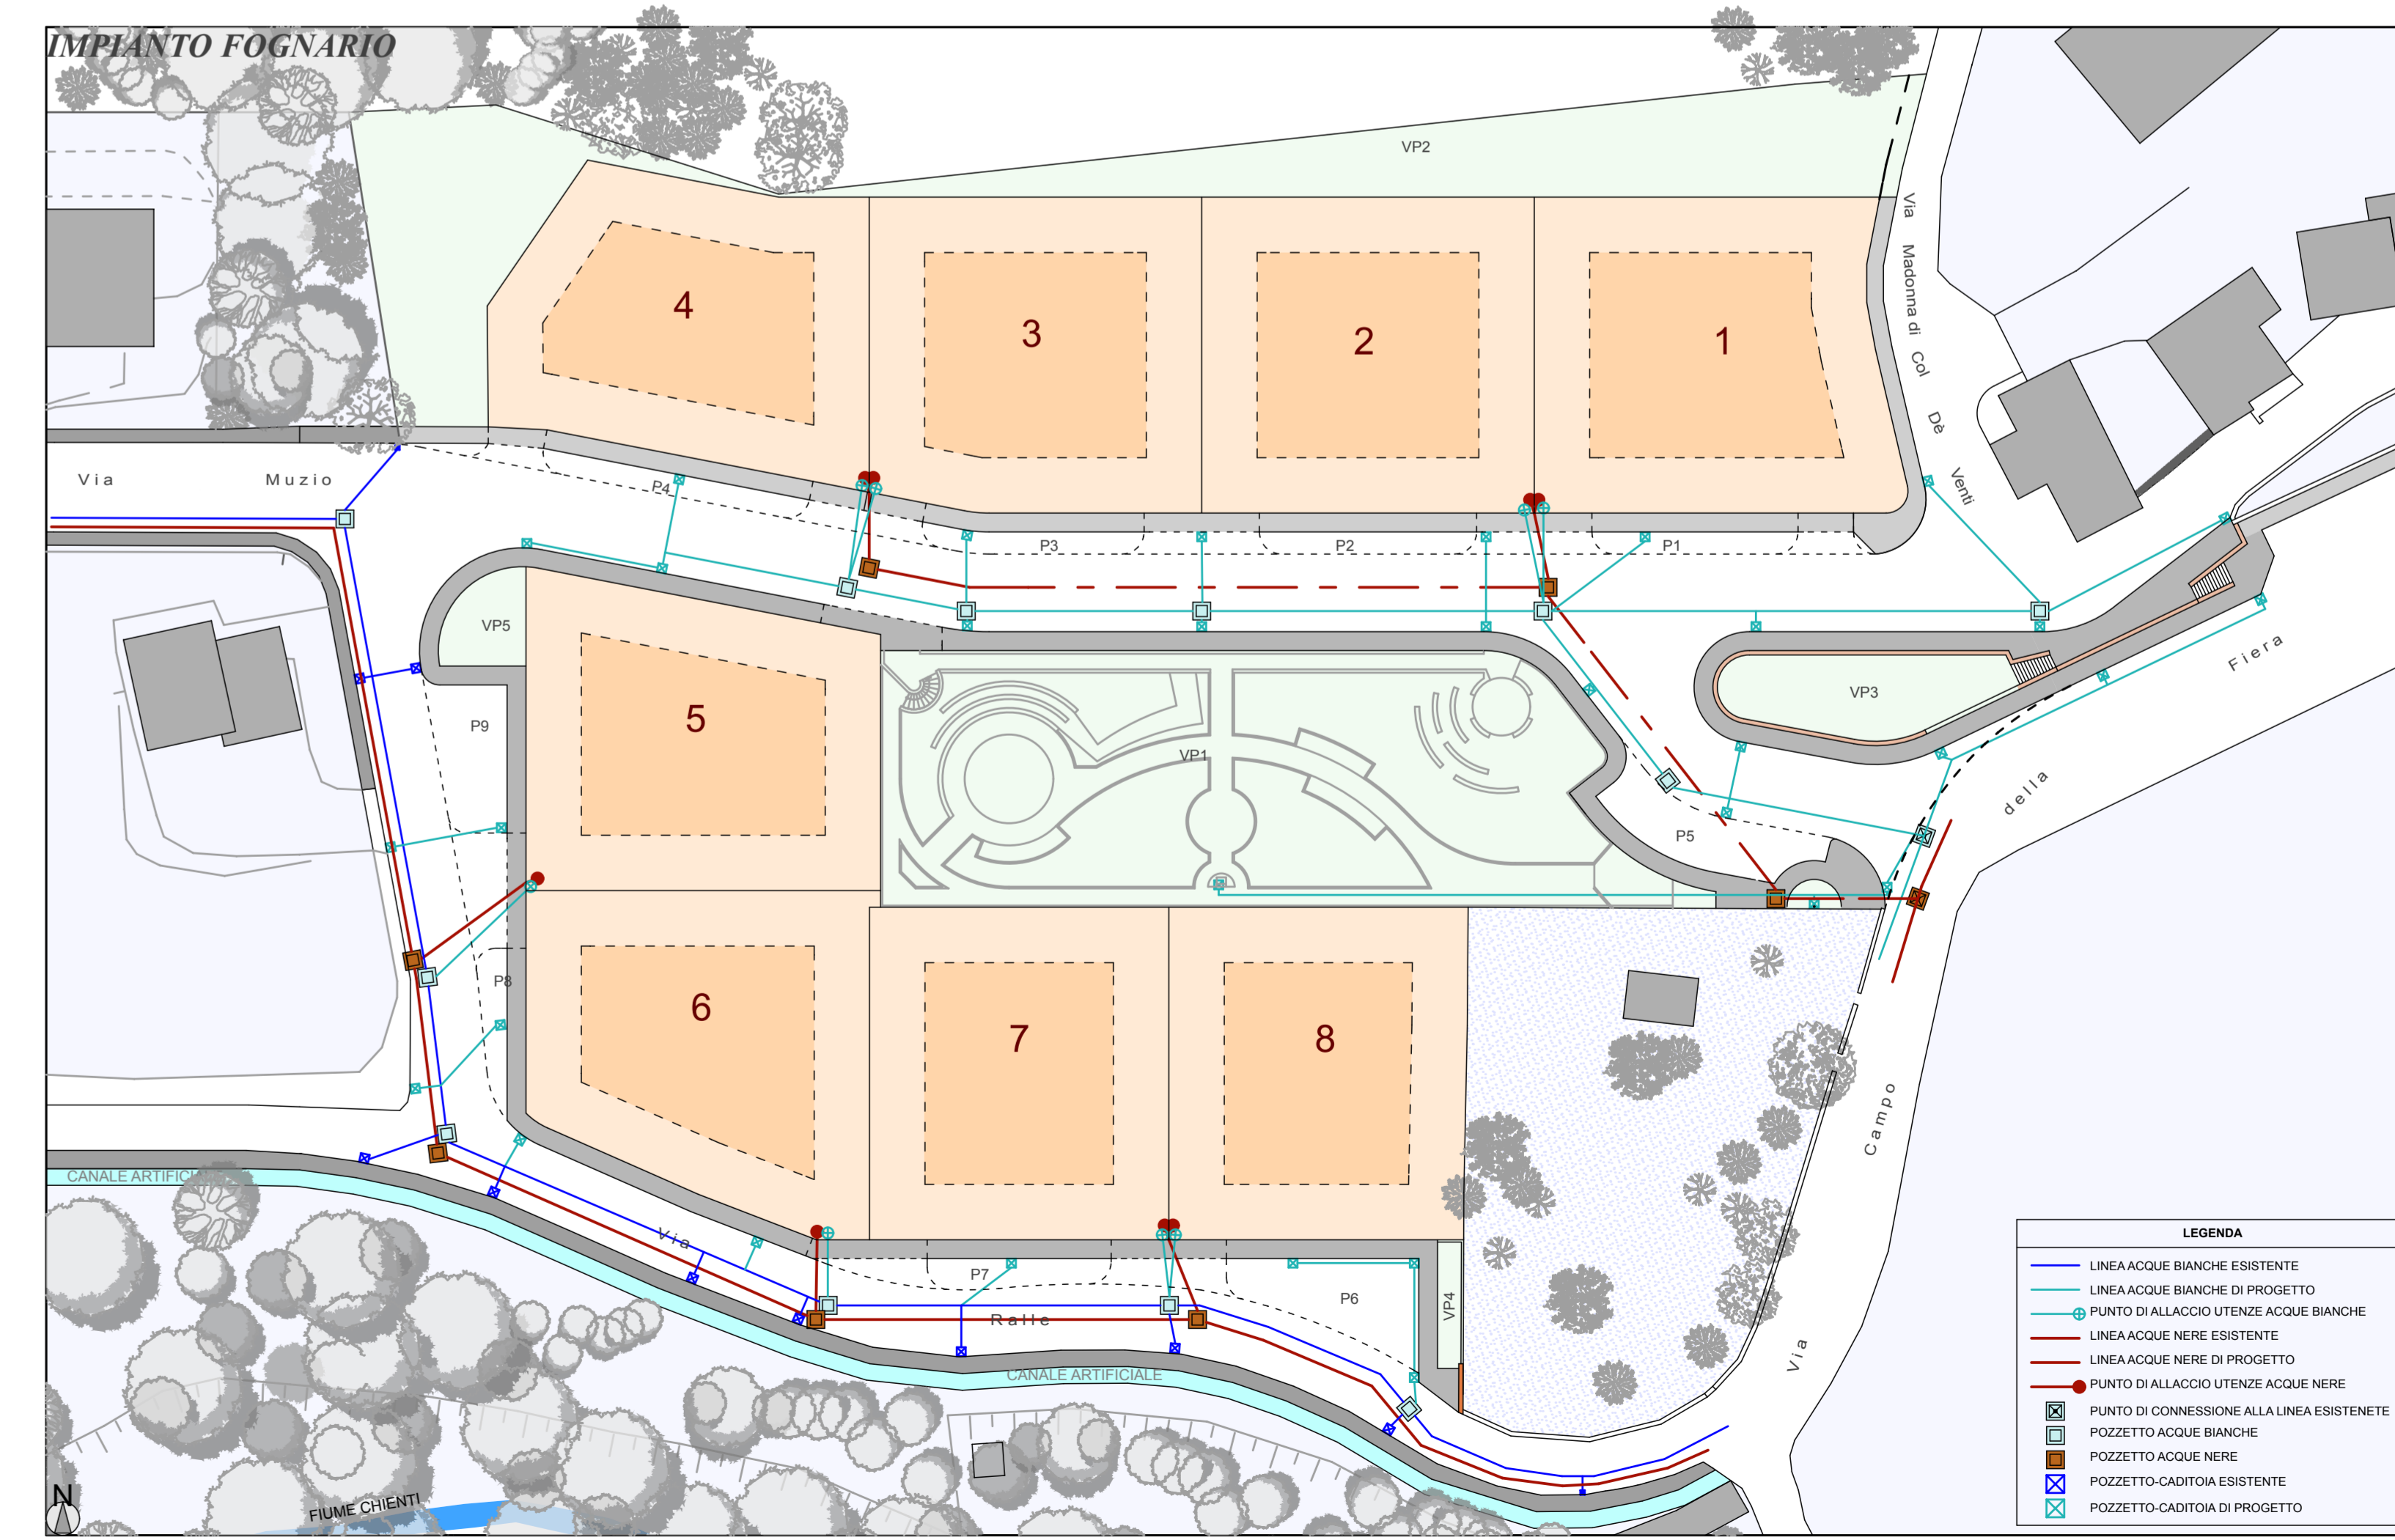 IMPIANTO FOGNARIO
VP2
Via Madonna di Col Dè Venti
4
3
2
1
Via Muzio
P4
P3
P2
P1
VP5
VP3
Via Campo della Fiera
5
P9
VP1
P5
6
7
8
P8
CANALE ARTIFICIALE
Via Ralle
P7
P6
VP4
CANALE ARTIFICIALE
FIUME CHIENTI
N
LEGENDA
LINEA ACQUE BIANCHE ESISTENTE
LINEA ACQUE BIANCHE DI PROGETTO
PUNTO DI ALLACCIO UTENZE ACQUE BIANCHE
LINEA ACQUE NERE ESISTENTE
LINEA ACQUE NERE DI PROGETTO
PUNTO DI ALLACCIO UTENZE ACQUE NERE
PUNTO DI CONNESSIONE ALLA LINEA ESISTENETE
POZZETTO ACQUE BIANCHE
POZZETTO ACQUE NERE
POZZETTO-CADITOIA ESISTENTE
POZZETTO-CADITOIA DI PROGETTO